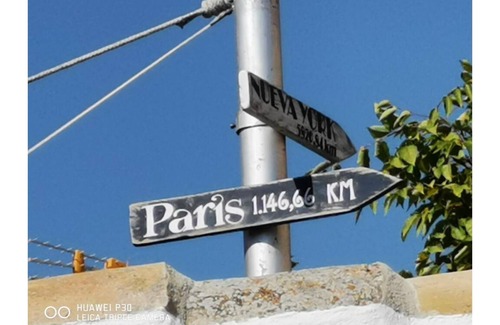 NUEVA YORK
Paris 1.146,66 KM
HUAWEI P30
LEICA TRIPLE CAMERA